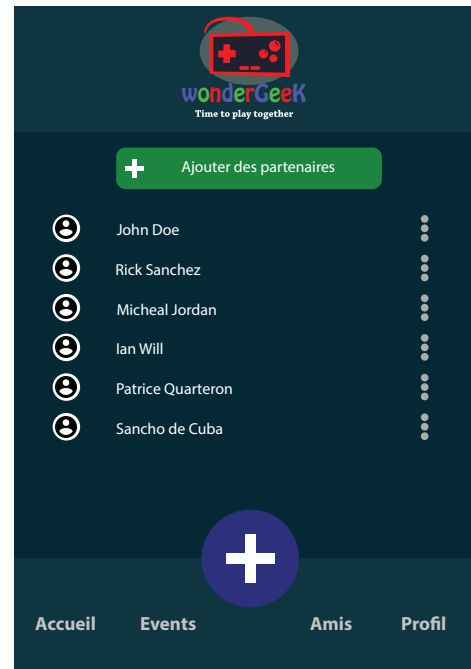 wonderGeeK
Time to play together
Ajouter des partenaires
John Doe
Rick Sanchez
Micheal Jordan
Ian Will
Patrice Quarteron
Sancho de Cuba
Accueil Events Amis Profil